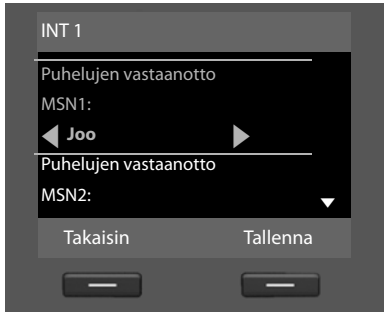 INT 1
Puhelujen vastaanotto
MSN1:
Joo
Puhelujen vastaanotto
MSN2:
Takaisin Tallenna